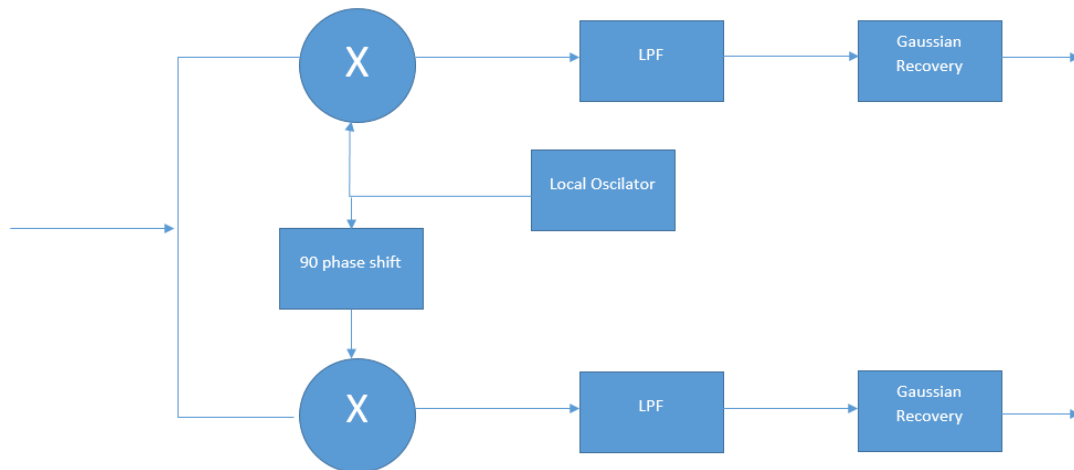 X
LPF
Gaussian
Recovery
Local Oscilator
90 phase shift
X
LPF
Gaussian
Recovery